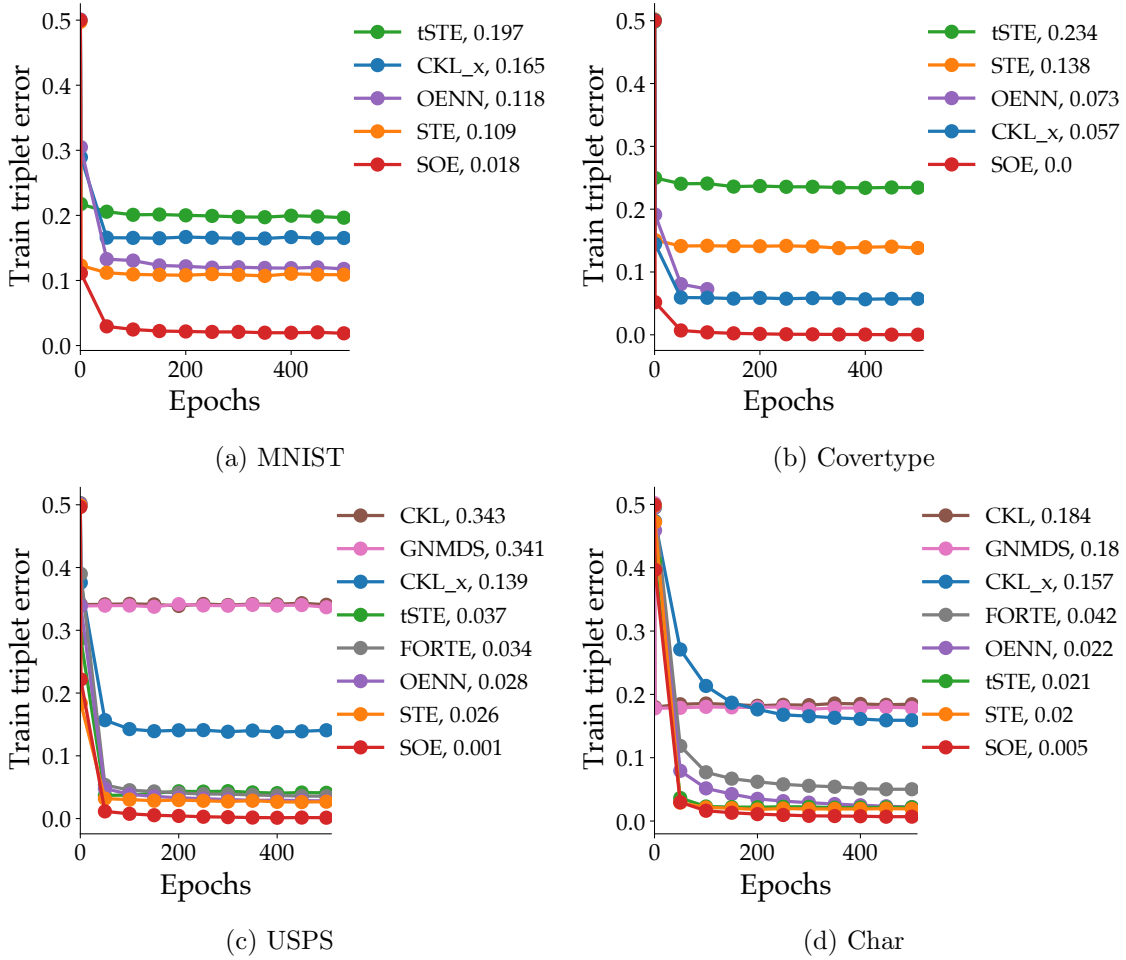 Train triplet error
0.5
0.4
0.3
0.2
0.1
0.0
0
200
400
Epochs
tSTE, 0.197
CKL_x, 0.165
OENN, 0.118
STE, 0.109
SOE, 0.018
(a) MNIST
Train triplet error
0.5
0.4
0.3
0.2
0.1
0.0
0
200
400
Epochs
tSTE, 0.234
STE, 0.138
OENN, 0.073
CKL_x, 0.057
SOE, 0.0
(b) Covertype
Train triplet error
0.5
0.4
0.3
0.2
0.1
0.0
0
200
400
Epochs
CKL, 0.343
GNMDS, 0.341
CKL_x, 0.139
tSTE, 0.037
FORTE, 0.034
OENN, 0.028
STE, 0.026
SOE, 0.001
(c) USPS
Train triplet error
0.5
0.4
0.3
0.2
0.1
0.0
0
200
400
Epochs
CKL, 0.184
GNMDS, 0.18
CKL_x, 0.157
FORTE, 0.042
OENN, 0.022
tSTE, 0.021
STE, 0.02
SOE, 0.005
(d) Char